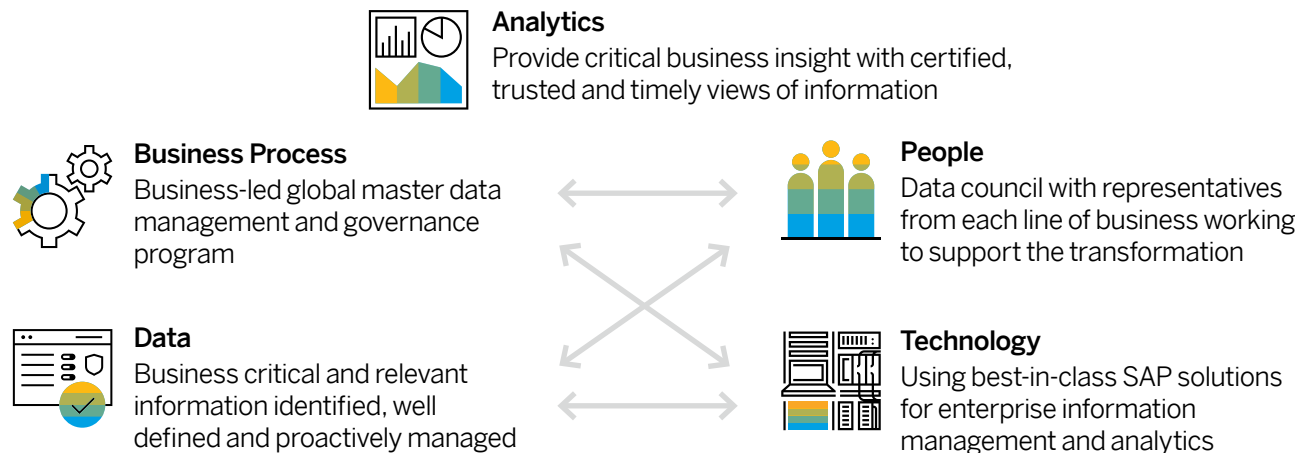 Analytics
Provide critical business insight with certified,
trusted and timely views of information
Business Process
Business-led global master data
management and governance
program
People
Data council with representatives
from each line of business working
to support the transformation
Data
Business critical and relevant
information identified, well
defined and proactively managed
Technology
Using best-in-class SAP solutions
for enterprise information
management and analytics